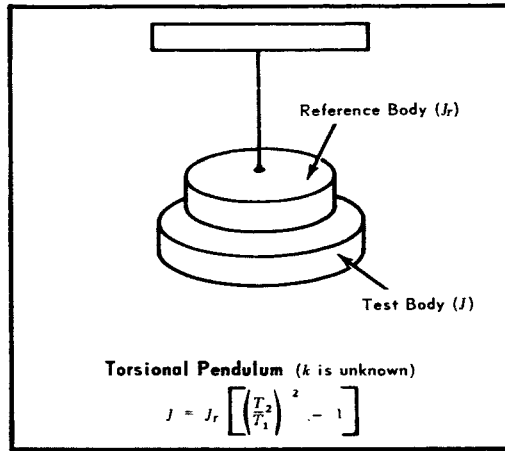 Reference Body (Jr)
Test Body (J)
Torsional Pendulum (k is unknown)
J = Jr [(T2/T1)^2 - 1]